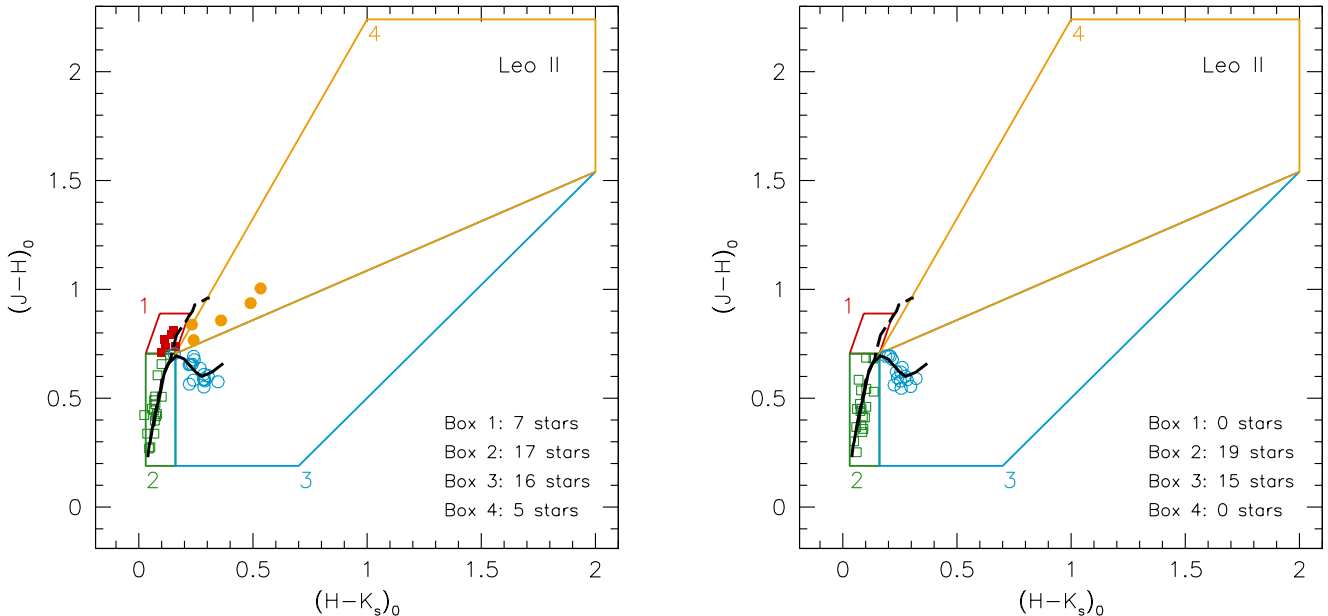 4
Leo II
2
1.5
(J−H)₀
1
1
0.5
Box 1: 7 stars
Box 2: 17 stars
Box 3: 16 stars
Box 4: 5 stars
2
3
0
0
0.5
1
1.5
2
(H−Kₛ)₀
4
Leo II
2
1.5
(J−H)₀
1
1
0.5
Box 1: 0 stars
Box 2: 19 stars
Box 3: 15 stars
Box 4: 0 stars
2
3
0
0
0.5
1
1.5
2
(H−Kₛ)₀